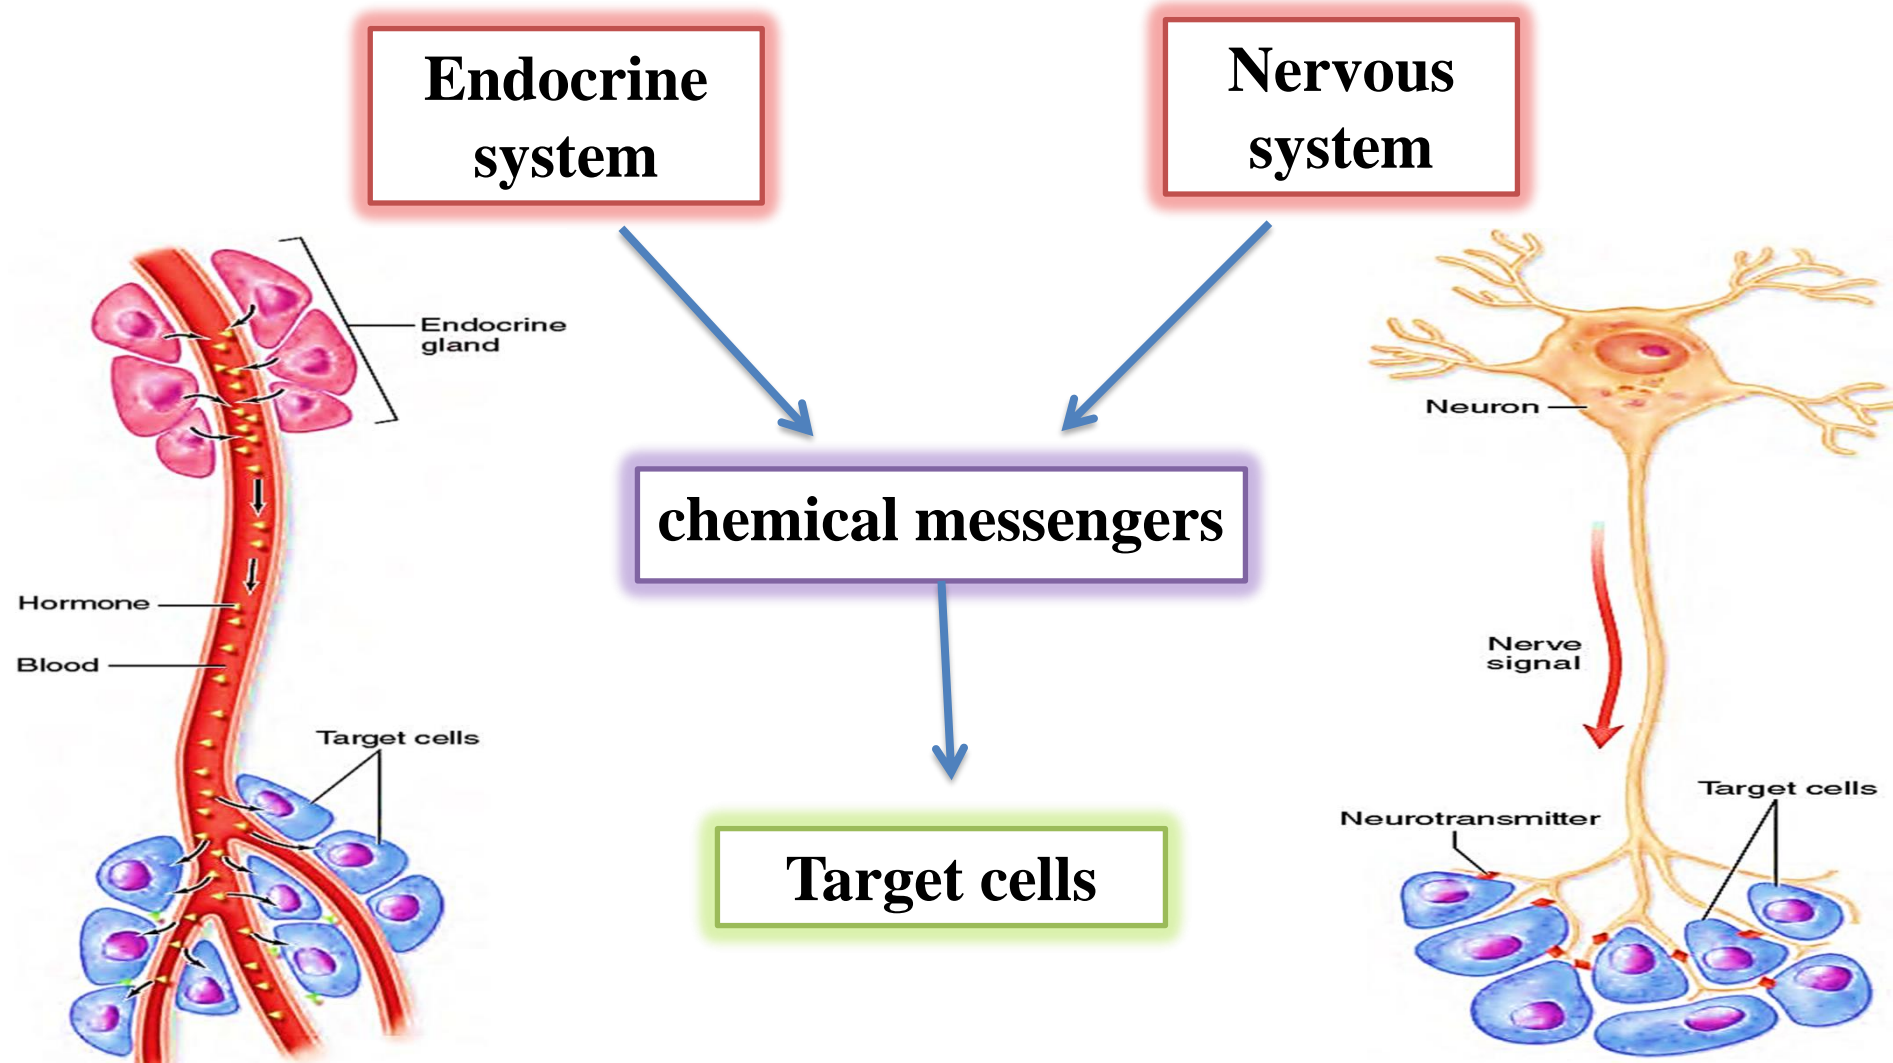 Endocrine
system
Nervous
system
Endocrine
gland
Neuron
chemical messengers
Hormone
Blood
Nerve
signal
Target cells
Target cells
Neurotransmitter
Target cells